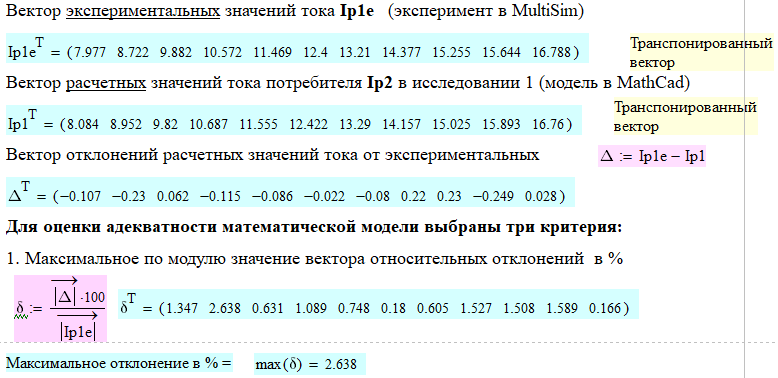 Вектор экспериментальных значений тока Ip1e (эксперимент в MultiSim)
Ip1e^T = (7.977 8.722 9.882 10.572 11.469 12.4 13.21 14.377 15.255 15.644 16.788)
Транспонированный
вектор
Вектор расчетных значений тока потребителя Ip2 в исследовании 1 (модель в MathCad)
Ip1^T = (8.084 8.952 9.82 10.687 11.555 12.422 13.29 14.157 15.025 15.893 16.76)
Транспонированный
вектор
Вектор отклонений расчетных значений тока от экспериментальных Δ := Ip1e − Ip1
Δ^T = (−0.107 −0.23 0.062 −0.115 −0.086 −0.022 −0.08 0.22 0.23 −0.249 0.028)
Для оценки адекватности математической модели выбраны три критерия:
1. Максимальное по модулю значение вектора относительных отклонений в %
δ := |Δ|·100 / |Ip1e| δ^T = (1.347 2.638 0.631 1.089 0.748 0.18 0.605 1.527 1.508 1.589 0.166)
Максимальное отклонение в % = max(δ) = 2.638